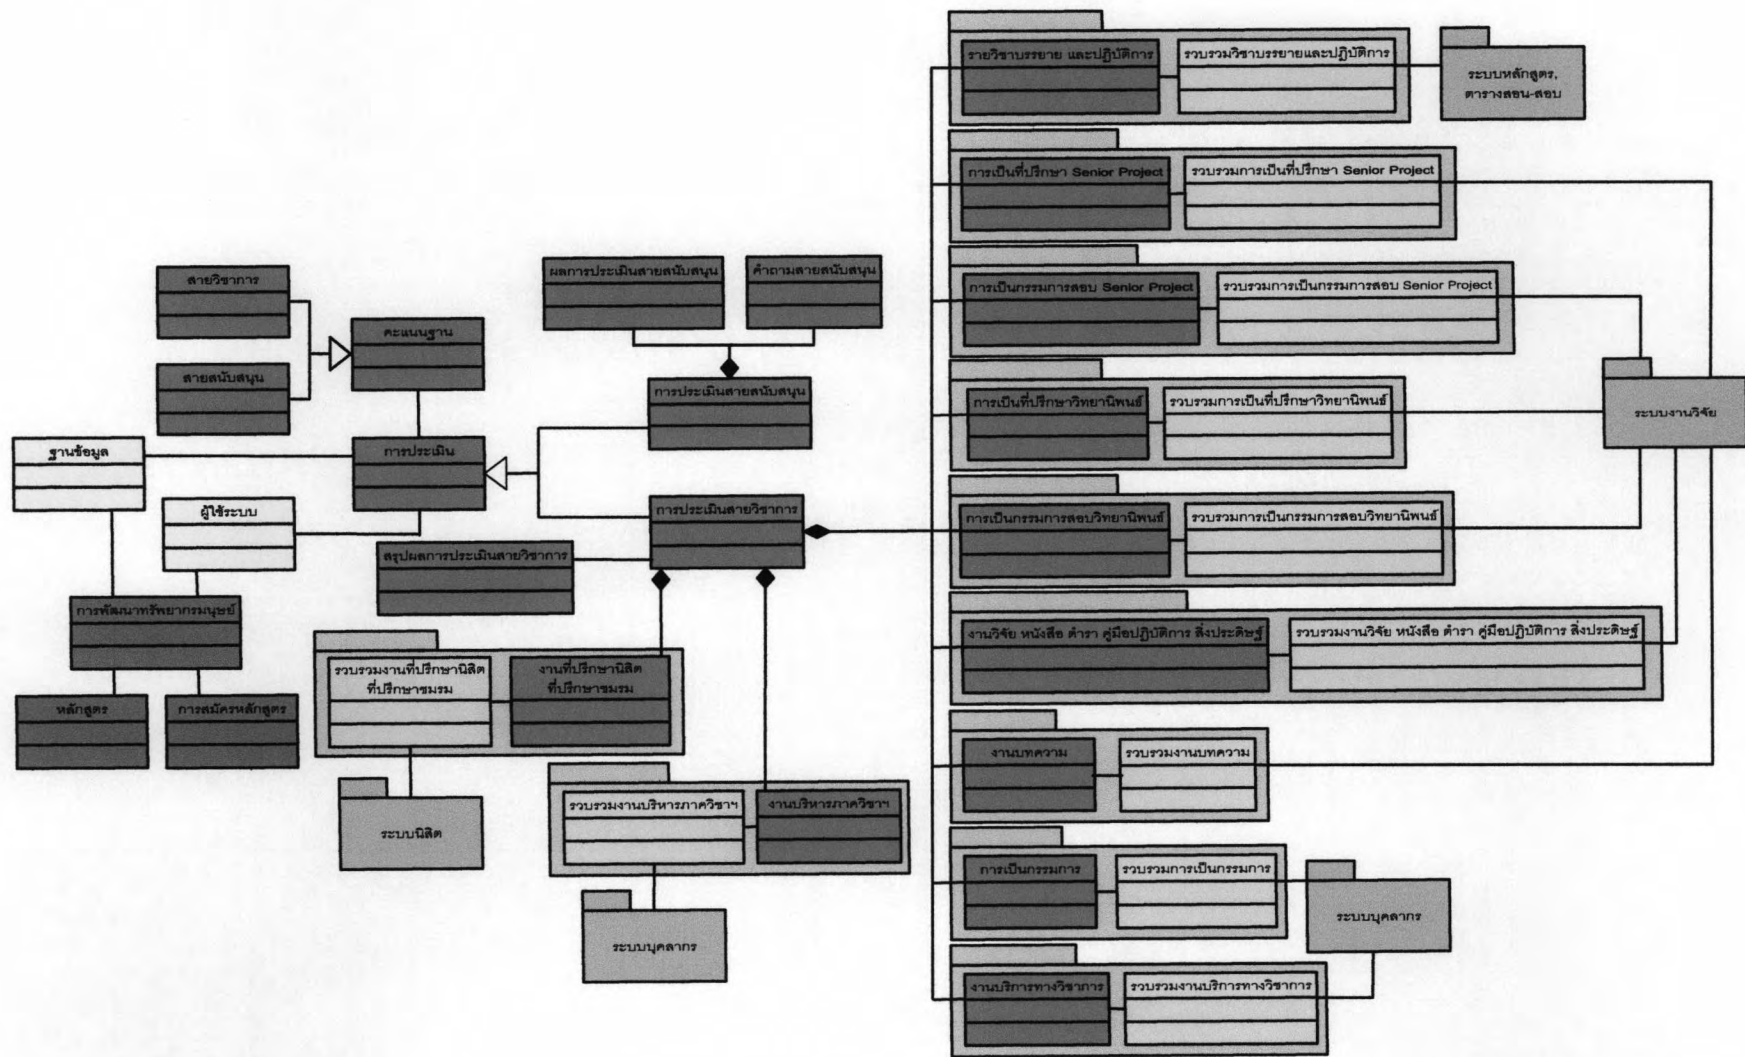 สายวิชาการ
สายสนับสนุน
คะแนนฐาน
ฐานข้อมูล
การประเมิน
ผู้ใช้ระบบ
การพัฒนาทรัพยากรมนุษย์
หลักสูตร
การสมัครหลักสูตร
ผลการประเมินสายสนับสนุน
คำถามสายสนับสนุน
การประเมินสายสนับสนุน
การประเมินสายวิชาการ
สรุปผลการประเมินสายวิชาการ
รวบรวมงานที่ปรึกษานิสิต
ที่ปรึกษาชมรม
งานที่ปรึกษานิสิต
ที่ปรึกษาชมรม
ระบบนิสิต
รวบรวมงานบริหารภาควิชาฯ
งานบริหารภาควิชาฯ
ระบบบุคลากร
รายวิชาบรรยาย และปฏิบัติการ
รวบรวมวิชาบรรยายและปฏิบัติการ
ระบบหลักสูตร,
ตารางสอน-สอบ
การเป็นที่ปรึกษา Senior Project
รวบรวมการเป็นที่ปรึกษา Senior Project
การเป็นกรรมการสอบ Senior Project
รวบรวมการเป็นกรรมการสอบ Senior Project
การเป็นที่ปรึกษาวิทยานิพนธ์
รวบรวมการเป็นที่ปรึกษาวิทยานิพนธ์
ระบบงานวิจัย
การเป็นกรรมการสอบวิทยานิพนธ์
รวบรวมการเป็นกรรมการสอบวิทยานิพนธ์
งานวิจัย หนังสือ ตำรา คู่มือปฏิบัติการ สิ่งประดิษฐ์
รวบรวมงานวิจัย หนังสือ ตำรา คู่มือปฏิบัติการ สิ่งประดิษฐ์
งานบทความ
รวบรวมงานบทความ
การเป็นกรรมการ
รวบรวมการเป็นกรรมการ
ระบบบุคลากร
งานบริการทางวิชาการ
รวบรวมงานบริการทางวิชาการ